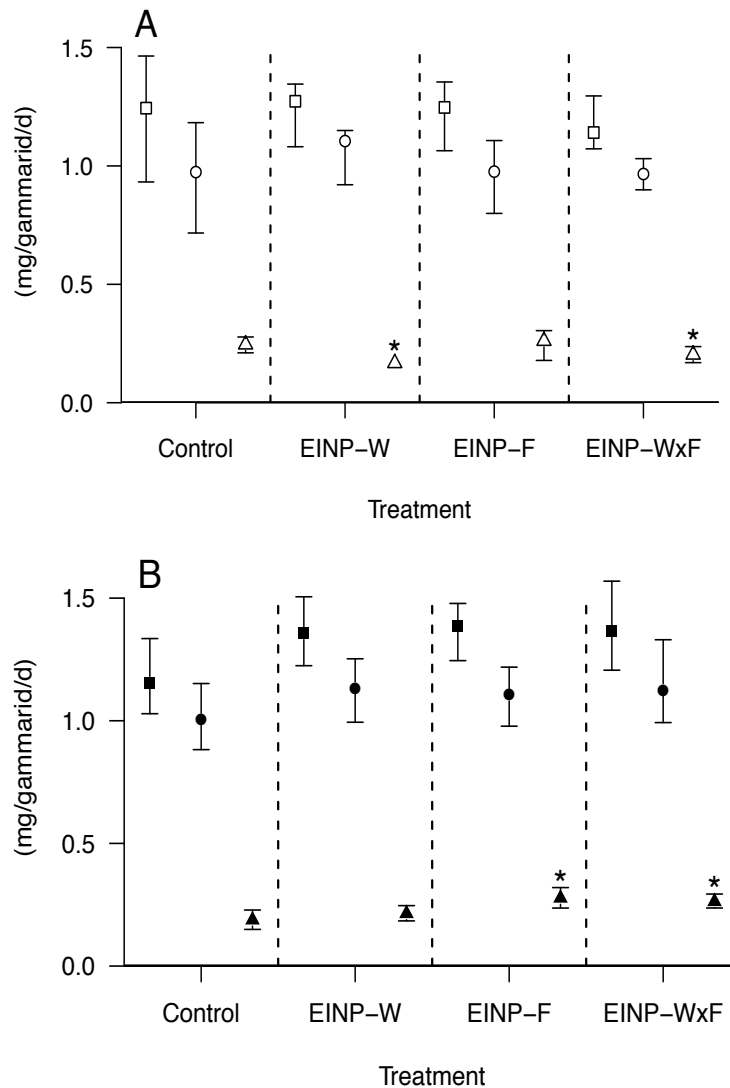 A
1.5
1.0
0.5
0.0
(mg/gammarid/d)
*
*
Control EINP−W EINP−F EINP−WxF
Treatment
B
1.5
1.0
0.5
0.0
(mg/gammarid/d)
*
*
Control EINP−W EINP−F EINP−WxF
Treatment